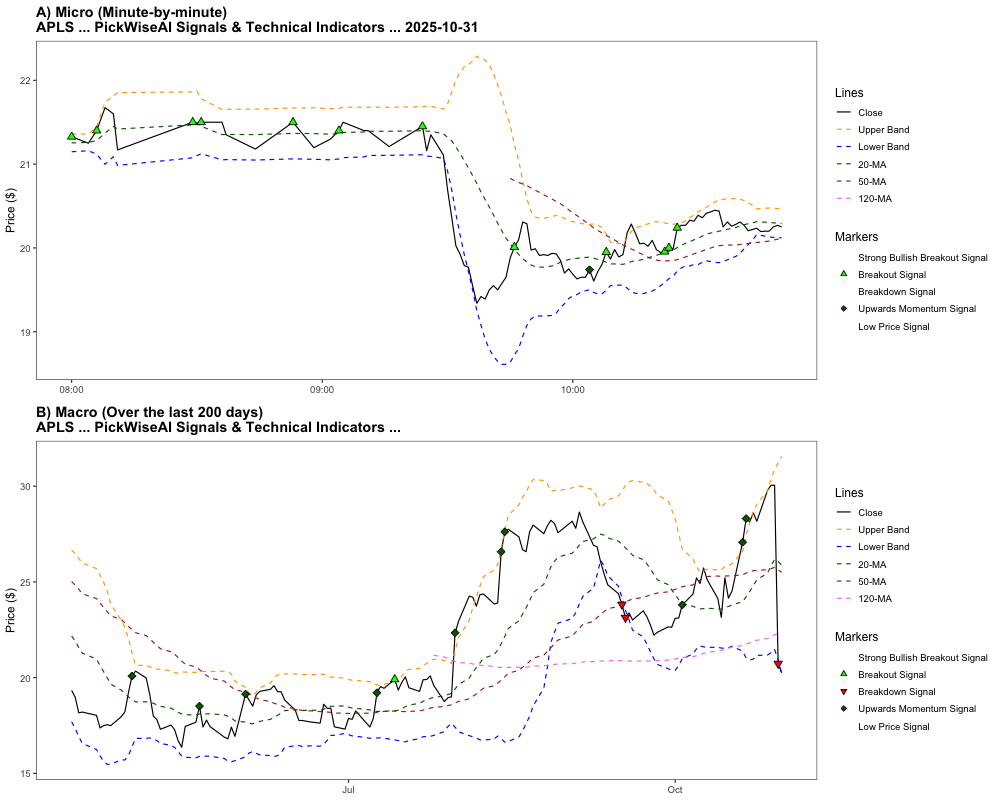 A) Micro (Minute-by-minute)
APLS ... PickWiseAI Signals & Technical Indicators ... 2025-10-31
Price ($)
22
21
20
19
08:00
09:00
10:00
Lines
Close
Upper Band
Lower Band
20-MA
50-MA
120-MA
Markers
Strong Bullish Breakout Signal
Breakout Signal
Breakdown Signal
Upwards Momentum Signal
Low Price Signal
B) Macro (Over the last 200 days)
APLS ... PickWiseAI Signals & Technical Indicators ...
Price ($)
30
25
20
15
Jul
Oct
Lines
Close
Upper Band
Lower Band
20-MA
50-MA
120-MA
Markers
Strong Bullish Breakout Signal
Breakout Signal
Breakdown Signal
Upwards Momentum Signal
Low Price Signal